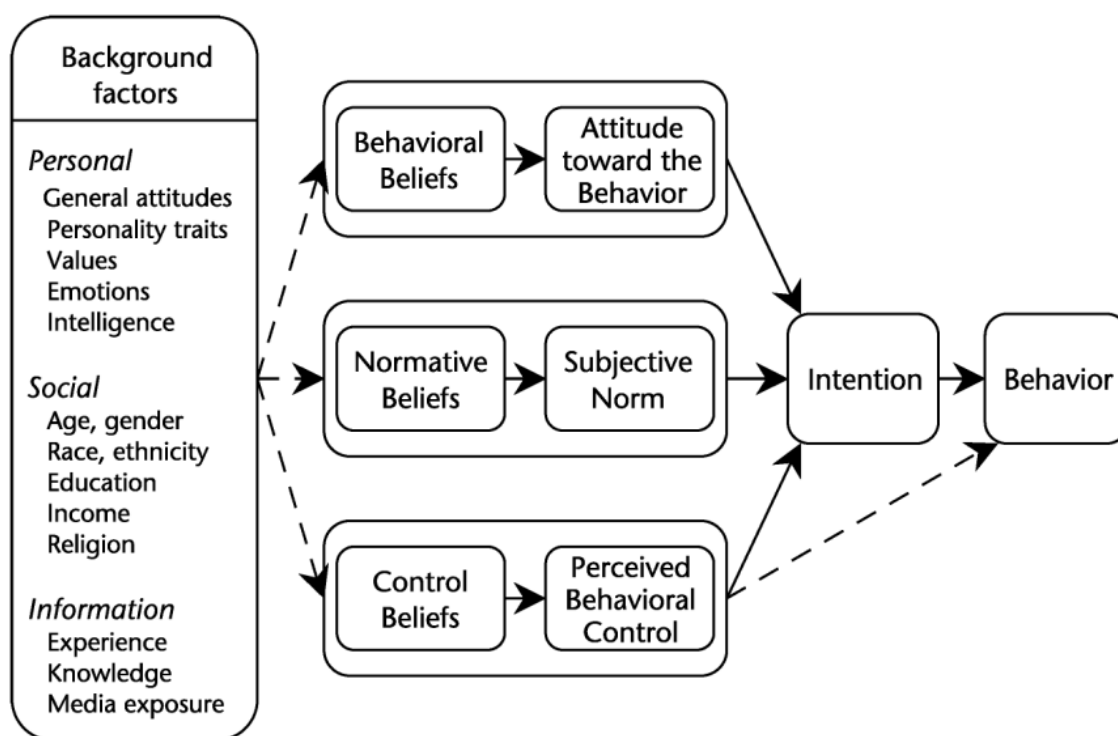 Background
factors
Personal
General attitudes
Personality traits
Values
Emotions
Intelligence
Social
Age, gender
Race, ethnicity
Education
Income
Religion
Information
Experience
Knowledge
Media exposure
Behavioral
Beliefs
Attitude
toward the
Behavior
Normative
Beliefs
Subjective
Norm
Control
Beliefs
Perceived
Behavioral
Control
Intention
Behavior